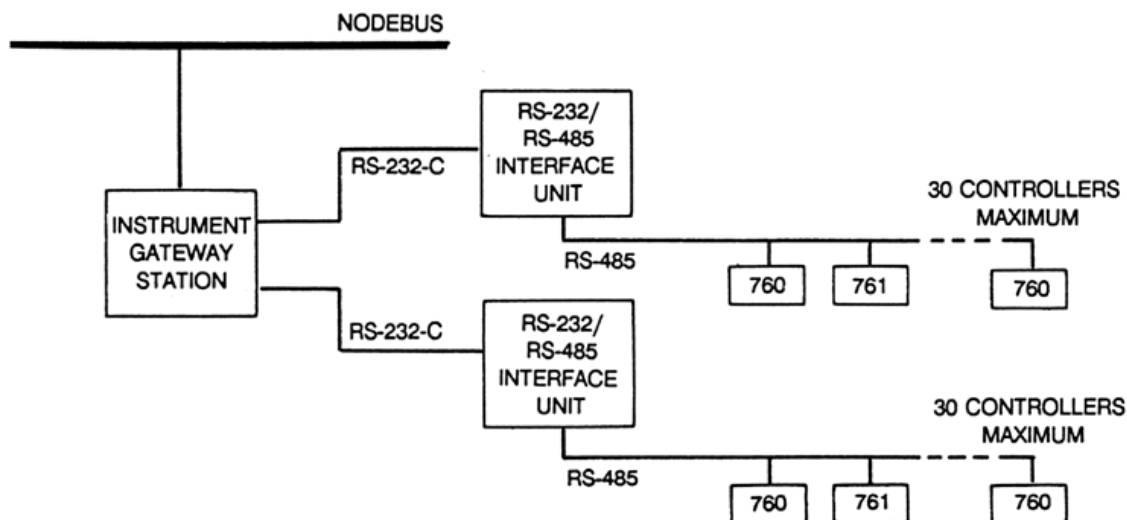 NODEBUS
RS-232/
RS-485
INTERFACE
UNIT
RS-232-C
INSTRUMENT
GATEWAY
STATION
30 CONTROLLERS
MAXIMUM
RS-485
760
761
760
RS-232-C
RS-232/
RS-485
INTERFACE
UNIT
30 CONTROLLERS
MAXIMUM
RS-485
760
761
760